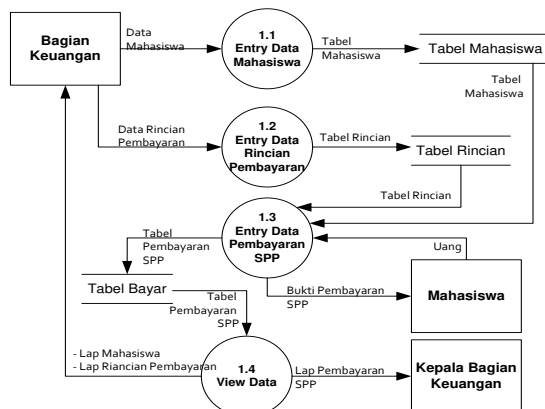 Bagian
Keuangan
Data
Mahasiswa
1.1
Entry Data
Mahasiswa
Tabel
Mahasiswa
Tabel Mahasiswa
Tabel
Mahasiswa
Data Rincian
Pembayaran
1.2
Entry Data
Rincian
Pembayaran
Tabel Rincian
Tabel Rincian
Tabel Rincian
1.3
Entry Data
Pembayaran
SPP
Tabel
Pembayaran
SPP
Uang
Bukti Pembayaran
SPP
Mahasiswa
Tabel Bayar
Tabel
Pembayaran
SPP
- Lap Mahasiswa
- Lap Riancian Pembayaran
1.4
View Data
Lap Pembayaran
SPP
Kepala Bagian
Keuangan